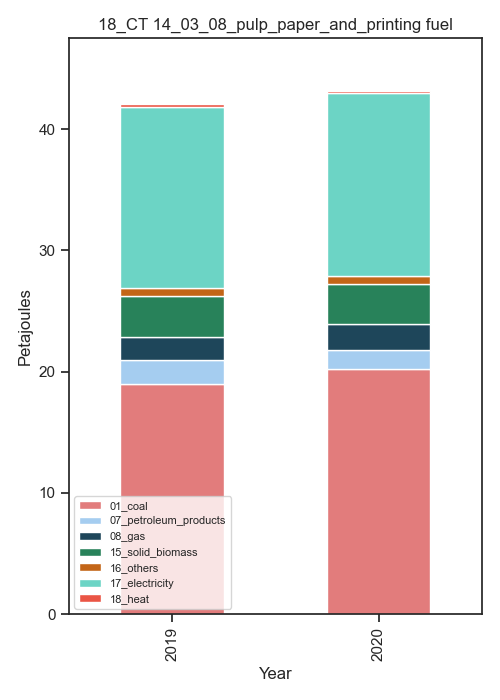 18_CT 14_03_08_pulp_paper_and_printing fuel
Petajoules
40
30
20
10
0
01_coal
07_petroleum_products
08_gas
15_solid_biomass
16_others
17_electricity
18_heat
2019
2020
Year